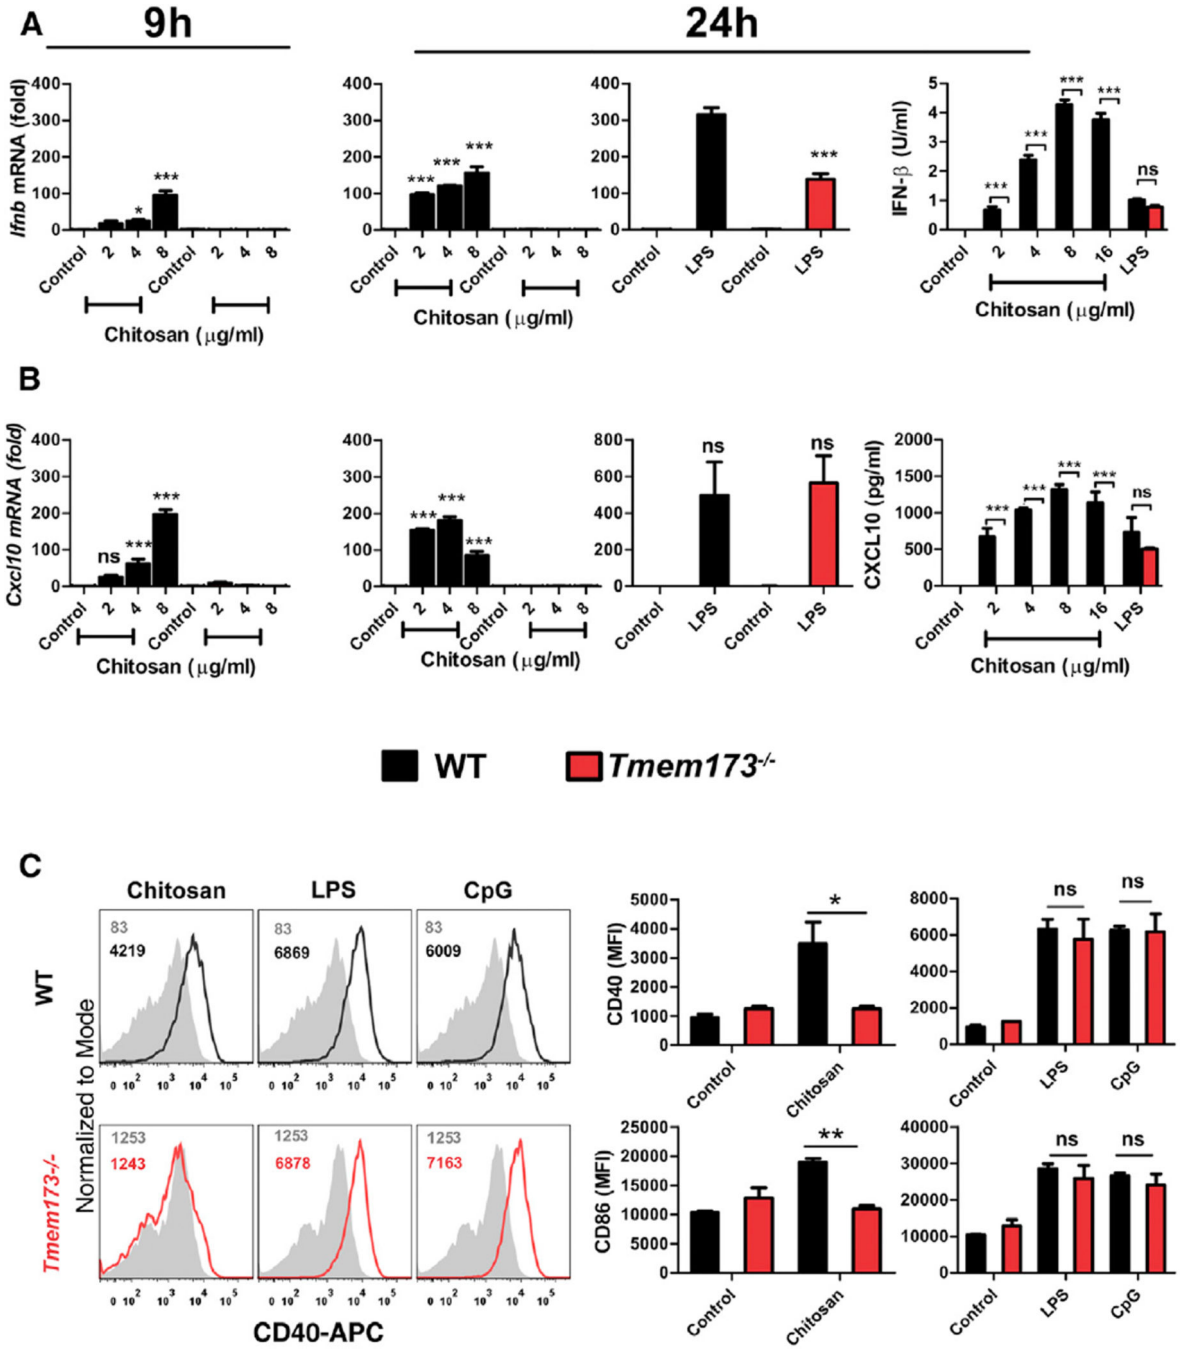 A
9h
24h
Ifnb mRNA (fold)
400
300
200
100
0
*
***
Control
2
4
8
Control
2
4
8
Chitosan (μg/ml)
400
300
200
100
0
***
***
***
Control
2
4
8
Control
2
4
8
Chitosan (μg/ml)
400
300
200
100
0
***
Control
LPS
Control
LPS
IFN-β (U/ml)
5
4
3
2
1
0
***
***
***
***
ns
Control
2
4
8
16
LPS
Chitosan (μg/ml)
B
Cxcl10 mRNA (fold)
400
300
200
100
0
ns
***
***
Control
2
4
8
Control
2
4
8
Chitosan (μg/ml)
400
300
200
100
0
***
***
***
Control
2
4
8
Control
2
4
8
Chitosan (μg/ml)
800
600
400
200
0
ns
ns
Control
LPS
Control
LPS
CXCL10 (pg/ml)
2000
1500
1000
500
0
***
***
***
***
ns
Control
2
4
8
16
LPS
Chitosan (μg/ml)
WT
Tmem173-/-
C
Chitosan
LPS
CpG
WT
Tmem173-/-
Normalized to Mode
83
4219
83
6869
83
6009
0 10² 10³ 10⁴ 10⁵
0 10² 10³ 10⁴ 10⁵
0 10² 10³ 10⁴ 10⁵
1253
1243
1253
6878
1253
7163
0 10² 10³ 10⁴ 10⁵
0 10² 10³ 10⁴ 10⁵
0 10² 10³ 10⁴ 10⁵
CD40-APC
CD40 (MFI)
5000
4000
3000
2000
1000
0
*
Control
Chitosan
8000
6000
4000
2000
0
ns
ns
Control
LPS
CpG
CD86 (MFI)
25000
20000
15000
10000
5000
0
**
Control
Chitosan
40000
30000
20000
10000
0
ns
ns
Control
LPS
CpG